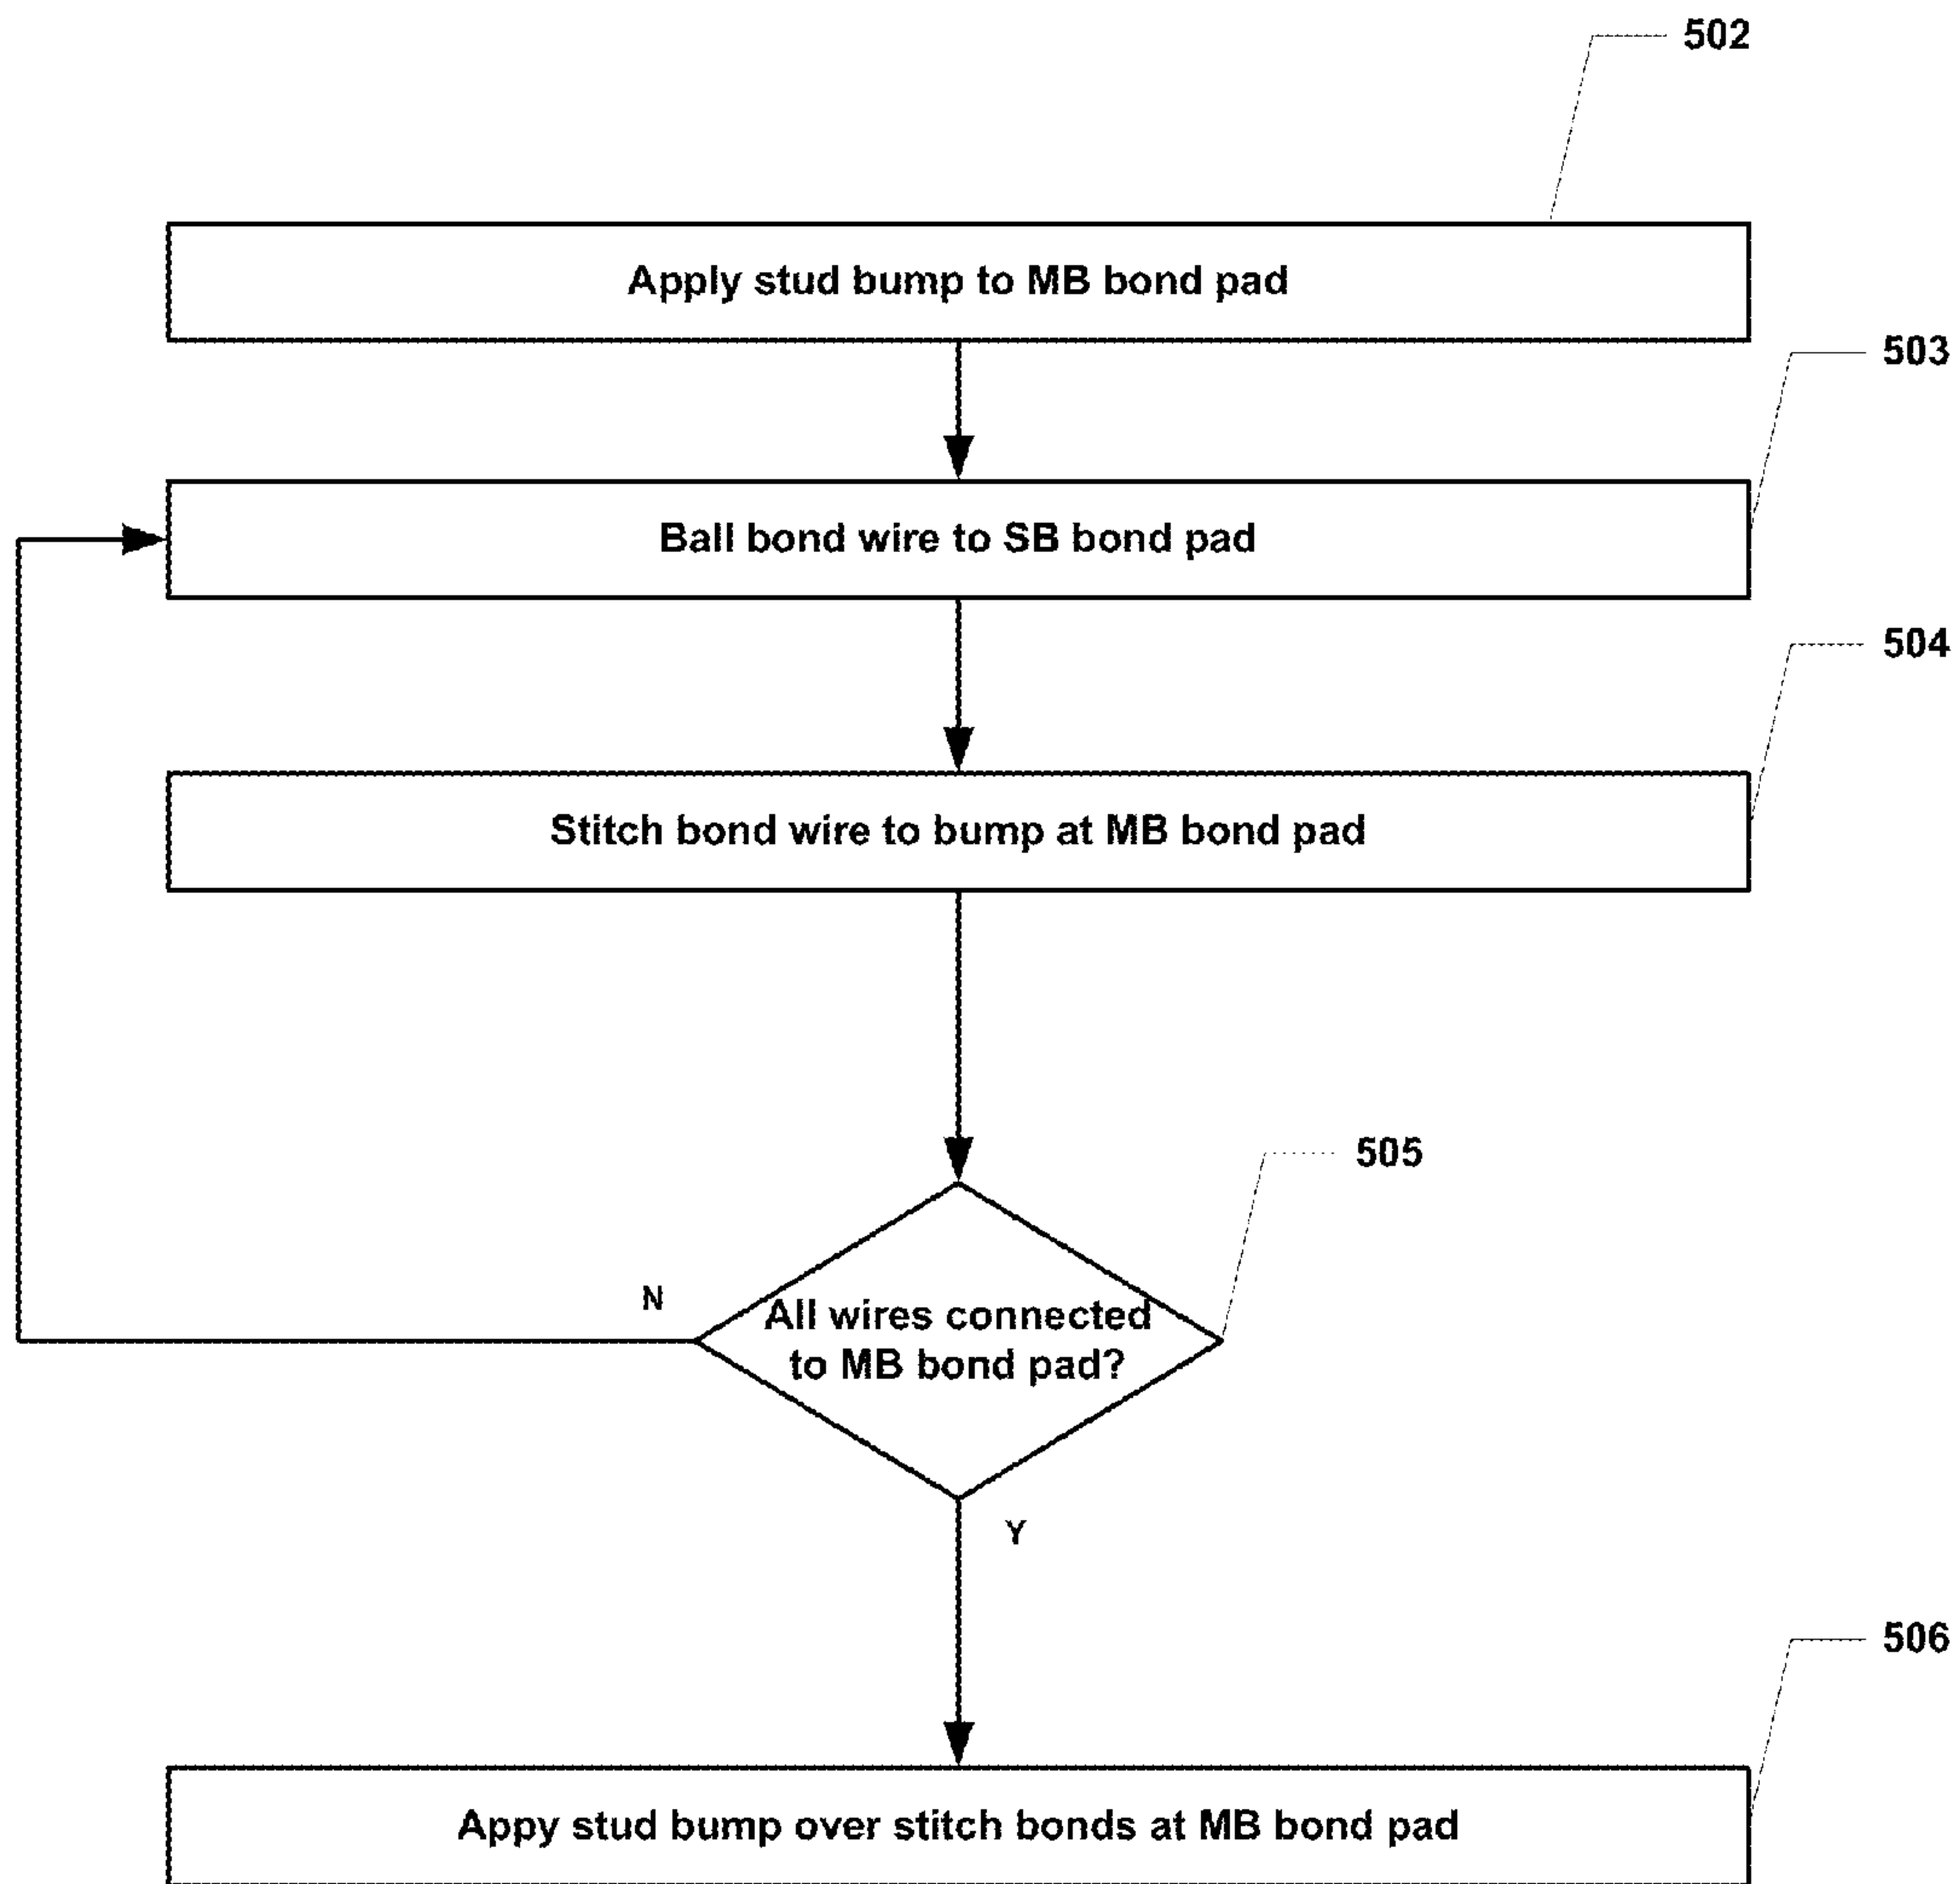 502
Apply stud bump to MB bond pad
503
Ball bond wire to SB bond pad
504
Stitch bond wire to bump at MB bond pad
505
N
All wires connected
to MB bond pad?
Y
506
Appy stud bump over stitch bonds at MB bond pad